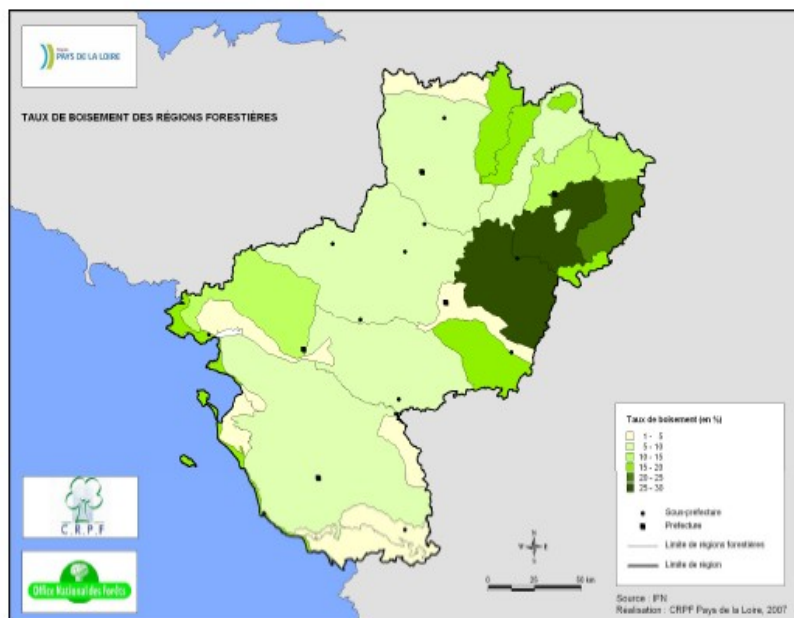 Région
PAYS DE LA LOIRE
TAUX DE BOISEMENT DES RÉGIONS FORESTIÈRES
Taux de boisement (en %)
1 - 5
5 - 10
10 - 15
15 - 20
20 - 25
25 - 30
Sous-préfecture
Préfecture
Limite de régions forestières
Limite de région
C.R.P.F
N
V E
S
0 25 50 km
Office National des Forêts
Source : IFN
Réalisation : CRPF Pays de la Loire, 2007